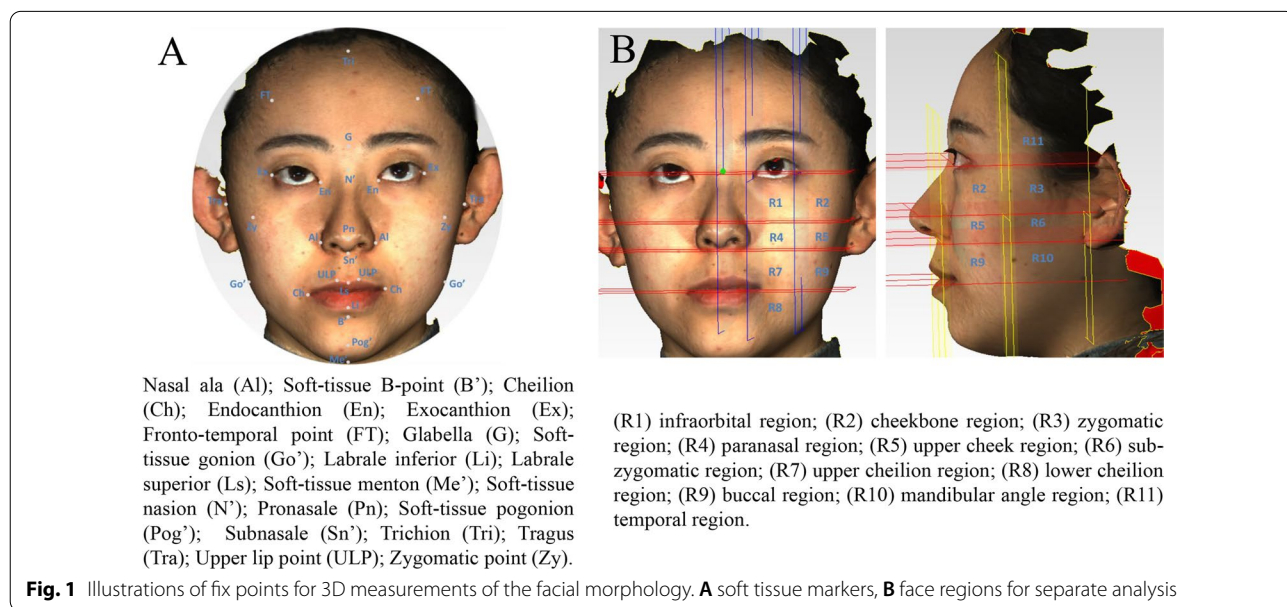 A
B
Tri
FT
FT
G
Ex
Ex
N'
En
En
Tra
Tra
Zy
Zy
Pn
Al
Al
Sn'
ULP
ULP
Go'
Go'
Ch
Ch
Ls
Li
B'
Pog'
Me'
R1
R2
R4
R5
R7
R9
R8
R11
R2
R3
R5
R6
R9
R10
Nasal ala (Al); Soft-tissue B-point (B’); Cheilion
(Ch); Endocanthion (En); Exocanthion (Ex);
Fronto-temporal point (FT); Glabella (G); Soft-
tissue gonion (Go’); Labrale inferior (Li); Labrale
superior (Ls); Soft-tissue menton (Me’); Soft-tissue
nasion (N’); Pronasale (Pn); Soft-tissue pogonion
(Pog’); Subnasale (Sn’); Trichion (Tri); Tragus
(Tra); Upper lip point (ULP); Zygomatic point (Zy).
(R1) infraorbital region; (R2) cheekbone region; (R3) zygomatic
region; (R4) paranasal region; (R5) upper cheek region; (R6) sub-
zygomatic region; (R7) upper cheilion region; (R8) lower cheilion
region; (R9) buccal region; (R10) mandibular angle region; (R11)
temporal region.
Fig. 1 Illustrations of fix points for 3D measurements of the facial morphology. A soft tissue markers, B face regions for separate analysis